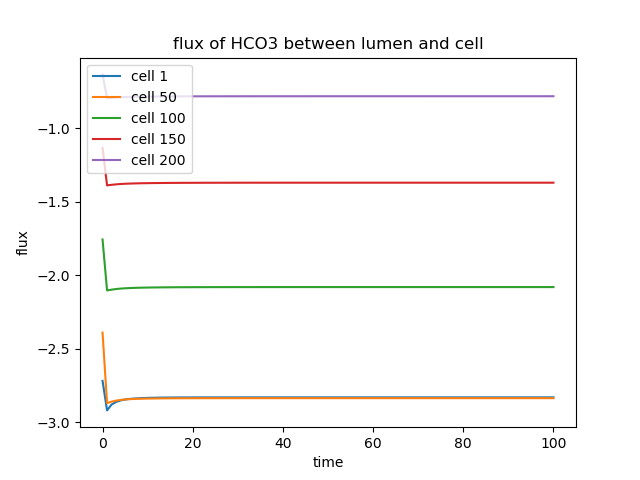 flux of HCO3 between lumen and cell
cell 1
cell 50
cell 100
cell 150
cell 200
−1.0
−1.5
−2.0
−2.5
−3.0
flux
0 20 40 60 80 100
time